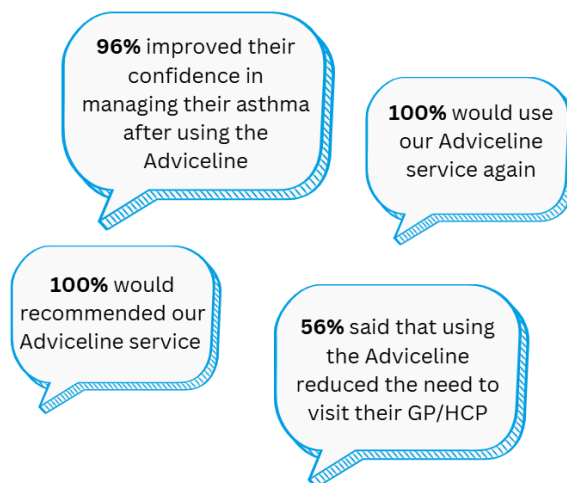 96% improved their
confidence in
managing their asthma
after using the
Adviceline
100% would use
our Adviceline
service again
100% would
recommended our
Adviceline service
56% said that using
the Adviceline
reduced the need to
visit their GP/HCP